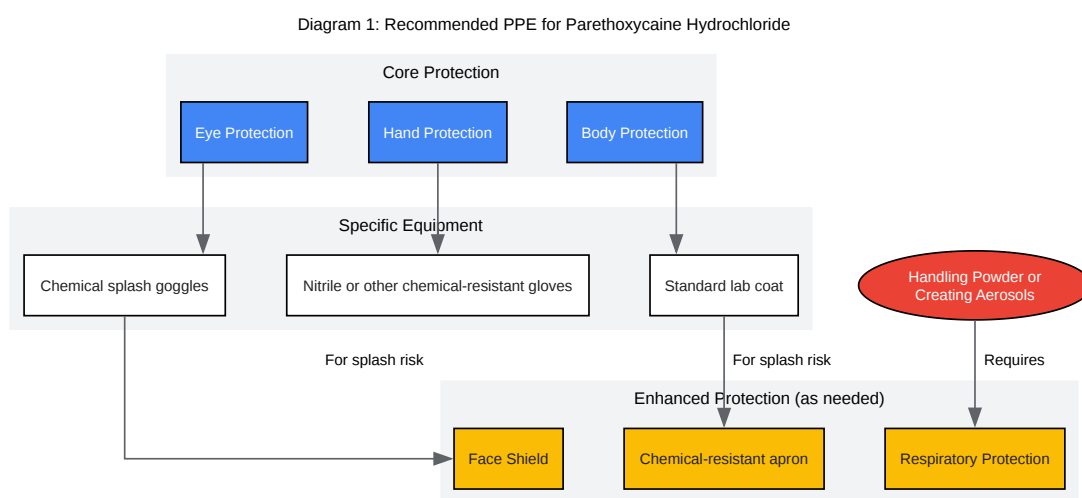 Diagram 1: Recommended PPE for Parethoxycaine Hydrochloride
Core Protection
Eye Protection
Hand Protection
Body Protection
Specific Equipment
Chemical splash goggles
Nitrile or other chemical-resistant gloves
Standard lab coat
Handling Powder or
Creating Aerosols
For splash risk
For splash risk
Requires
Enhanced Protection (as needed)
Face Shield
Chemical-resistant apron
Respiratory Protection